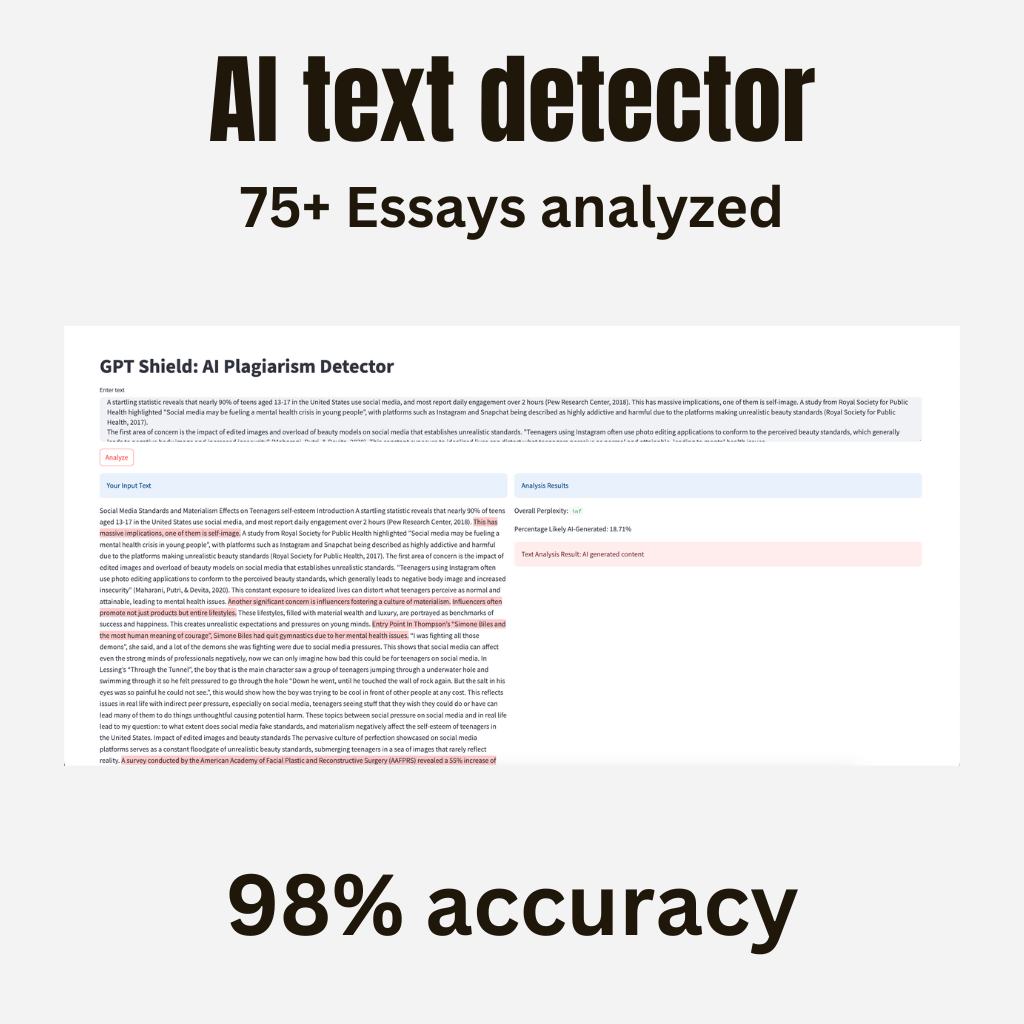 AI text detector
75+ Essays analyzed
GPT Shield: AI Plagiarism Detector
Enter text
A startling statistic reveals that nearly 90% of teens aged 13-17 in the United States use social media, and most report daily engagement over 2 hours (Pew Research Center, 2018). This has massive implications, one of them is self-image. A study from Royal Society for Public
Health highlighted "Social media may be fueling a mental health crisis in young people", with platforms such as Instagram and Snapchat being described as highly addictive and harmful due to the platforms making unrealistic beauty standards (Royal Society for Public
Health, 2017).
The first area of concern is the impact of edited images and overload of beauty models on social media that establishes unrealistic standards. "Teenagers using Instagram often use photo editing applications to conform to the perceived beauty standards, which generally
leads to negative body image and increased insecurity" (Maharani, Putri, & Devita, 2020). This constant exposure to idealized lives can distort what teenagers perceive as normal and attainable, leading to mental health issues.
Analyze
Your Input Text
Analysis Results
Social Media Standards and Materialism Effects on Teenagers self-esteem Introduction A startling statistic reveals that nearly 90% of teens
aged 13-17 in the United States use social media, and most report daily engagement over 2 hours (Pew Research Center, 2018). This has
massive implications, one of them is self-image. A study from Royal Society for Public Health highlighted "Social media may be fueling a
mental health crisis in young people", with platforms such as Instagram and Snapchat being described as highly addictive and harmful
due to the platforms making unrealistic beauty standards (Royal Society for Public Health, 2017). The first area of concern is the impact of
edited images and overload of beauty models on social media that establishes unrealistic standards. "Teenagers using Instagram often
use photo editing applications to conform to the perceived beauty standards, which generally leads to negative body image and increased
insecurity" (Maharani, Putri, & Devita, 2020). This constant exposure to idealized lives can distort what teenagers perceive as normal and
attainable, leading to mental health issues. Another significant concern is influencers fostering a culture of materialism. Influencers often
promote not just products but entire lifestyles. These lifestyles, filled with material wealth and luxury, are portrayed as benchmarks of
success and happiness. This creates unrealistic expectations and pressures on young minds. Entry Point In Thompson's "Simone Biles and
the most human meaning of courage", Simone Biles had quit gymnastics due to her mental health issues. "I was fighting all those
demons", she said, and a lot of the demons she was fighting were due to social media pressures. This shows that social media can affect
even the strong minds of professionals negatively, now we can only imagine how bad this could be for teenagers on social media. In
Lessing's "Through the Tunnel", the boy that is the main character saw a group of teenagers jumping through a underwater hole and
swimming through it so he felt pressured to go through the hole "Down he went, until he touched the wall of rock again. But the salt in his
eyes was so painful he could not see.", this would show how the boy was trying to be cool in front of other people at any cost. This reflects
issues in real life with indirect peer pressure, especially on social media, teenagers seeing stuff that they wish they could do or have can
lead many of them to do things unthoughtful causing potential harm. These topics between social pressure on social media and in real life
lead to my question: to what extent does social media fake standards, and materialism negatively affect the self-esteem of teenagers in
the United States. Impact of edited images and beauty standards The pervasive culture of perfection showcased on social media
platforms serves as a constant floodgate of unrealistic beauty standards, submerging teenagers in a sea of images that rarely reflect
reality. A survey conducted by the American Academy of Facial Plastic and Reconstructive Surgery (AAFPRS) revealed a 55% increase of
Overall Perplexity: inf
Percentage Likely AI-Generated: 18.71%
Text Analysis Result: AI generated content
98% accuracy